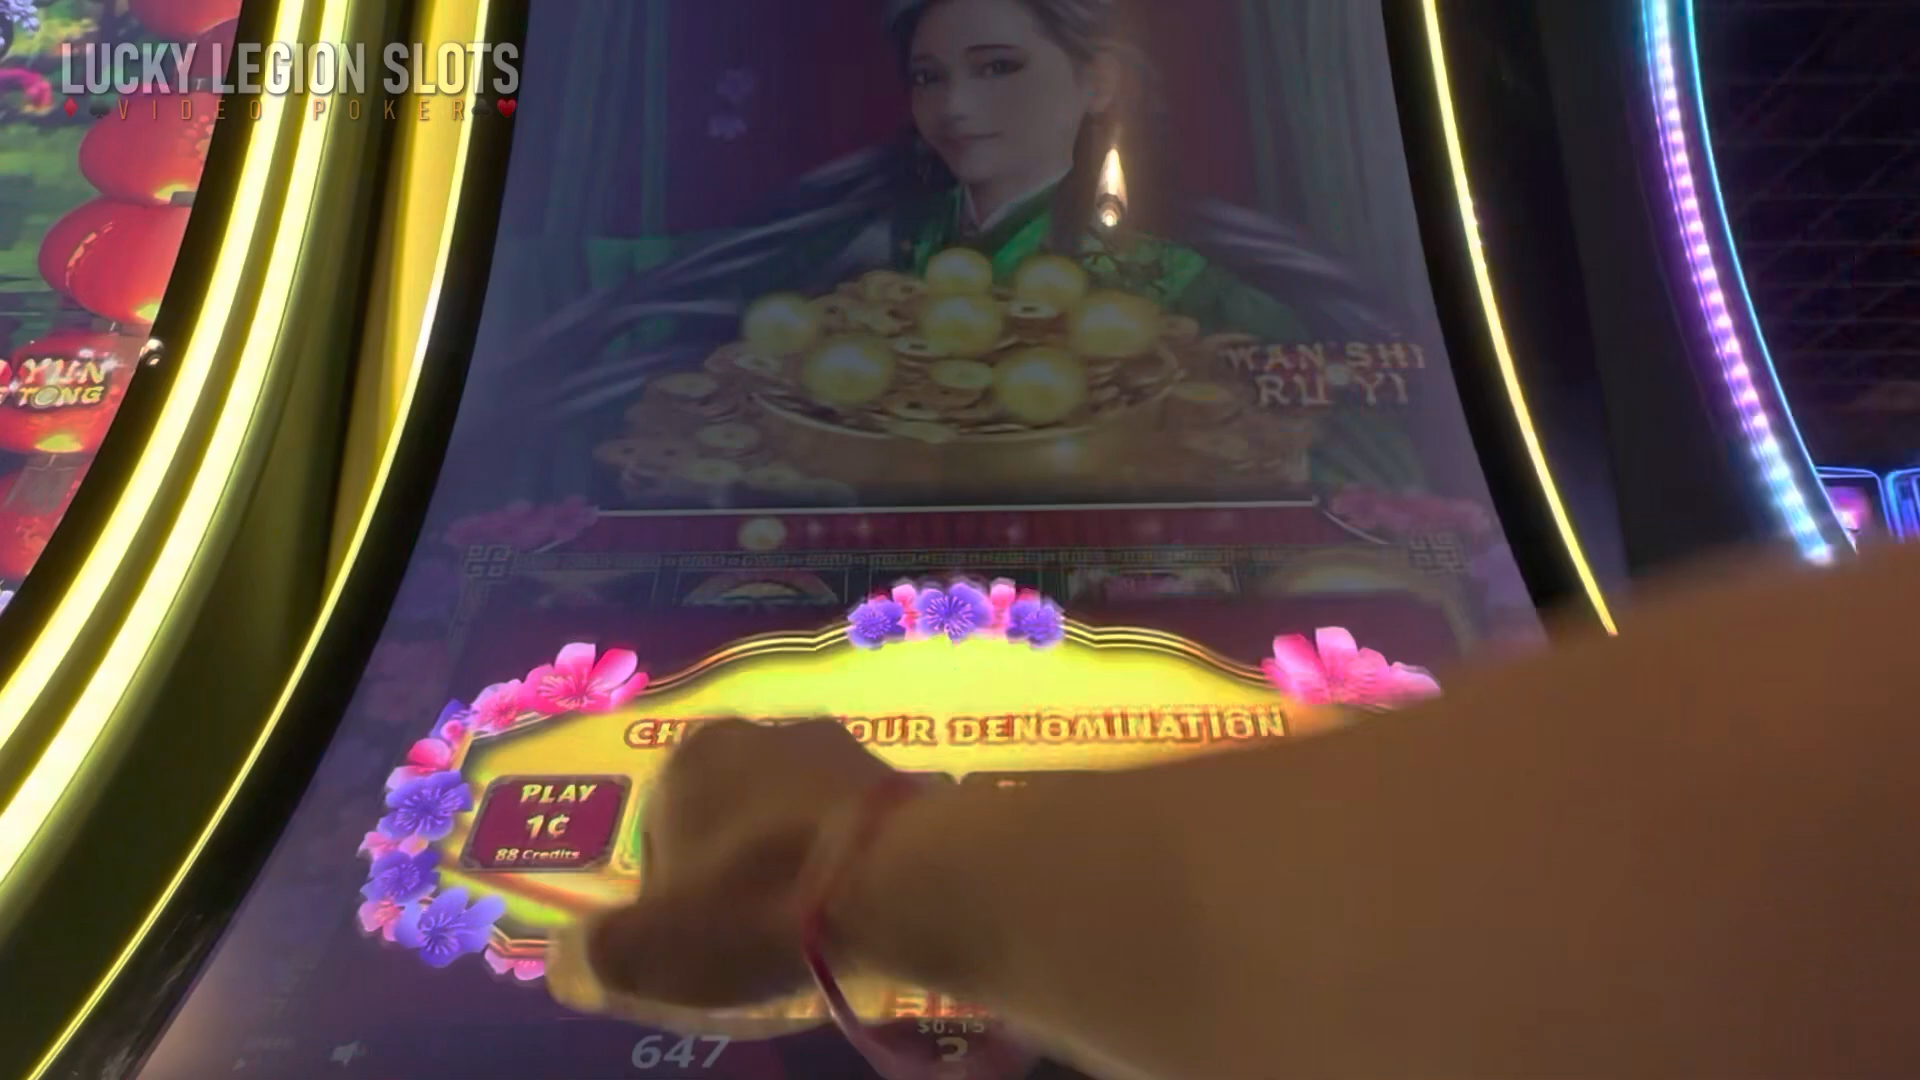 LUCKY LEGION SLOTS
VIDEO POKER
YUN
TONG
WAN SHI
RU YI
OUR DENOMINATION
PLAY
1¢
88 Credits
$0.15
647